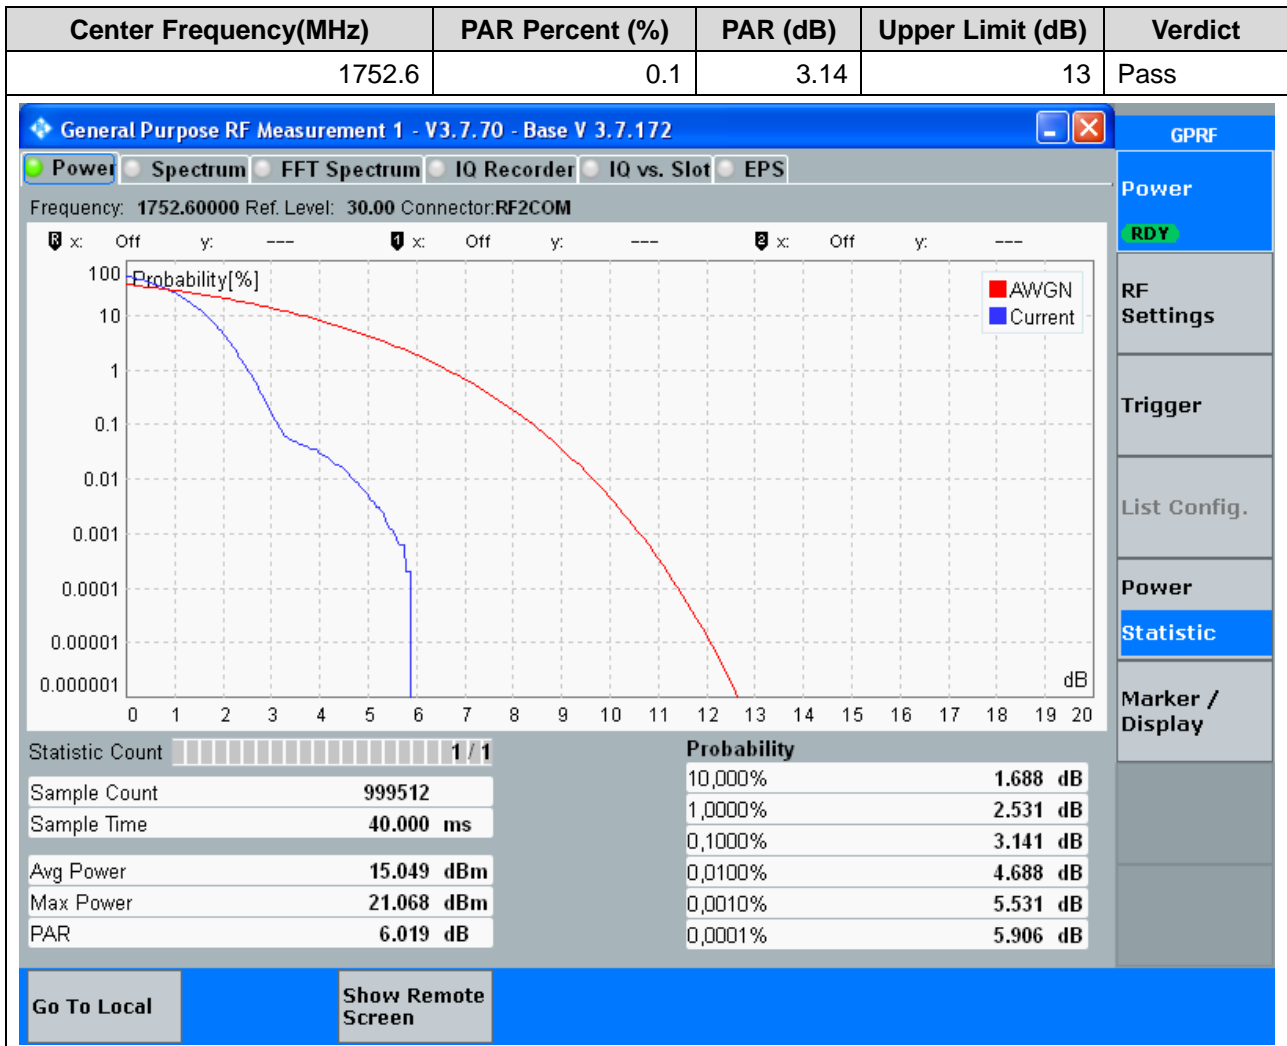 Center Frequency(MHz) PAR Percent (%) PAR (dB) Upper Limit (dB) Verdict
1752.6 0.1 3.14 13 Pass
General Purpose RF Measurement 1 - V3.7.70 - Base V 3.7.172
GPRF
Power Spectrum FFT Spectrum IQ Recorder IQ vs. Slot EPS
Power
RDY
Frequency: 1752.60000 Ref. Level: 30.00 Connector:RF2COM
R x: Off y: --- 1 x: Off y: --- 2 x: Off y: ---
Probability[%]
AWGN
Current
100
10
1
0.1
0.01
0.001
0.0001
0.00001
0.000001
dB
0 1 2 3 4 5 6 7 8 9 10 11 12 13 14 15 16 17 18 19 20
RF
Settings
Trigger
List Config.
Power
Statistic
Marker /
Display
Statistic Count 1 / 1
Sample Count 999512
Sample Time 40.000 ms
Avg Power 15.049 dBm
Max Power 21.068 dBm
PAR 6.019 dB
Probability
10,000% 1.688 dB
1,0000% 2.531 dB
0,1000% 3.141 dB
0,0100% 4.688 dB
0,0010% 5.531 dB
0,0001% 5.906 dB
Go To Local
Show Remote
Screen